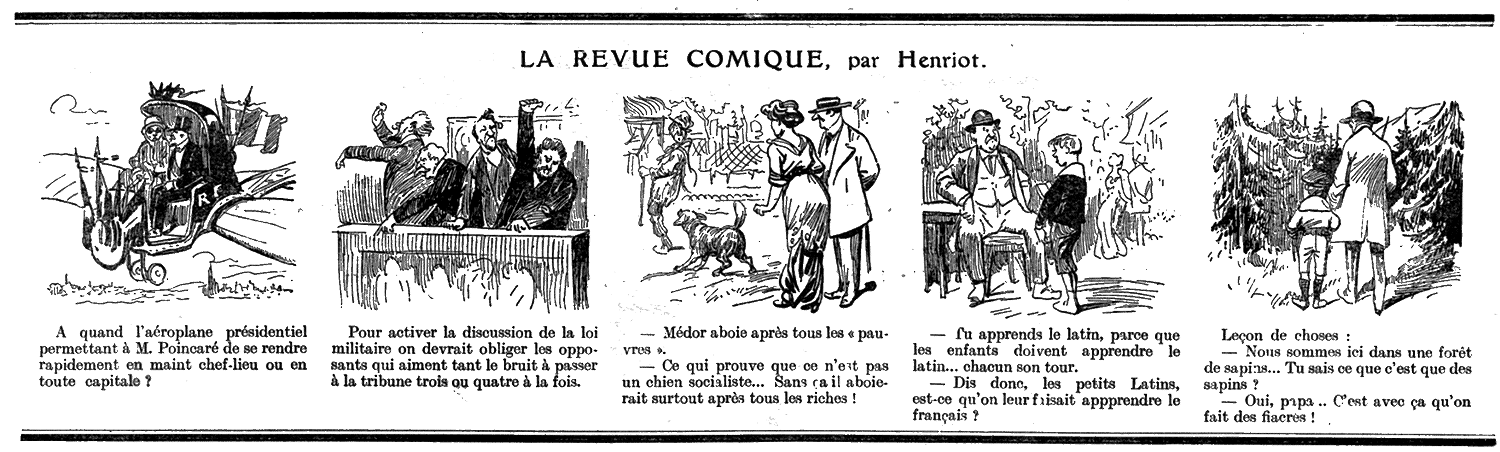 LA REVUE COMIQUE, par Henriot.
R
A quand l'aéroplane présidentiel
permettant à M. Poincaré de se rendre
rapidement en maint chef-lieu ou en
toute capitale ?
Pour activer la discussion de la loi
militaire on devrait obliger les oppo-
sants qui aiment tant le bruit à passer
à la tribune trois ou quatre à la fois.
— Médor aboie après tous les « pau-
vres ».
— Ce qui prouve que ce n'est pas
un chien socialiste... Sans ça il aboie-
rait surtout après tous les riches !
— Tu apprends le latin, parce que
les enfants doivent apprendre le
latin... chacun son tour.
— Dis donc, les petits Latins,
est-ce qu'on leur faisait appprendre le
français ?
Leçon de choses :
— Nous sommes ici dans une forêt
de sapins... Tu sais ce que c'est que des
sapins ?
— Oui, papa .. C'est avec ça qu'on
fait des fiacres !